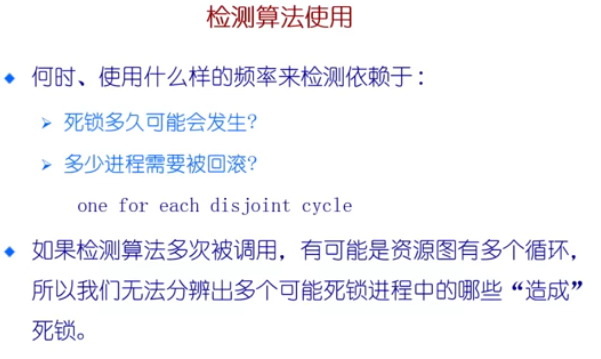 检测算法使用
何时、使用什么样的频率来检测依赖于：
死锁多久可能会发生?
多少进程需要被回滚?
one for each disjoint cycle
如果检测算法多次被调用，有可能是资源图有多个循环，
所以我们无法分辨出多个可能死锁进程中的哪些“造成”
死锁。